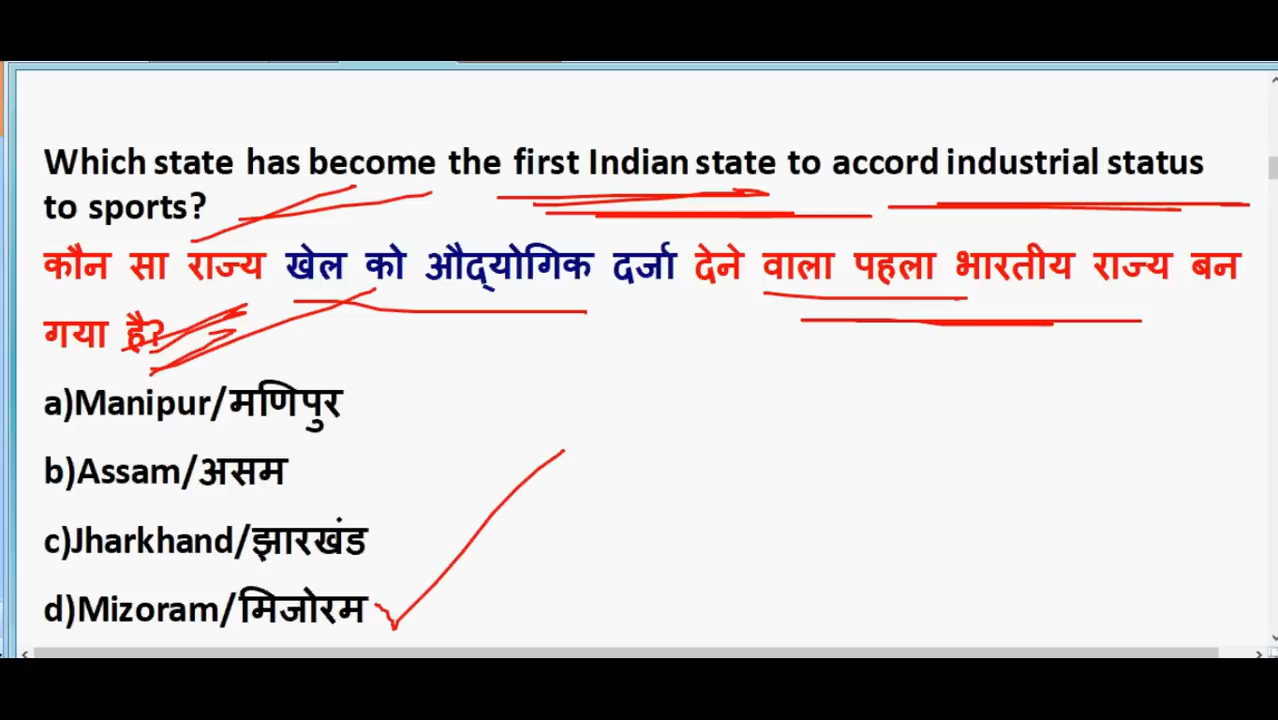 Which state has become the first Indian state to accord industrial status
to sports?
कौन सा राज्य खेल को औद्योगिक दर्जा देने वाला पहला भारतीय राज्य बन
गया है?
a)Manipur/मणिपुर
b)Assam/असम
c)Jharkhand/झारखंड
d)Mizoram/मिजोरम